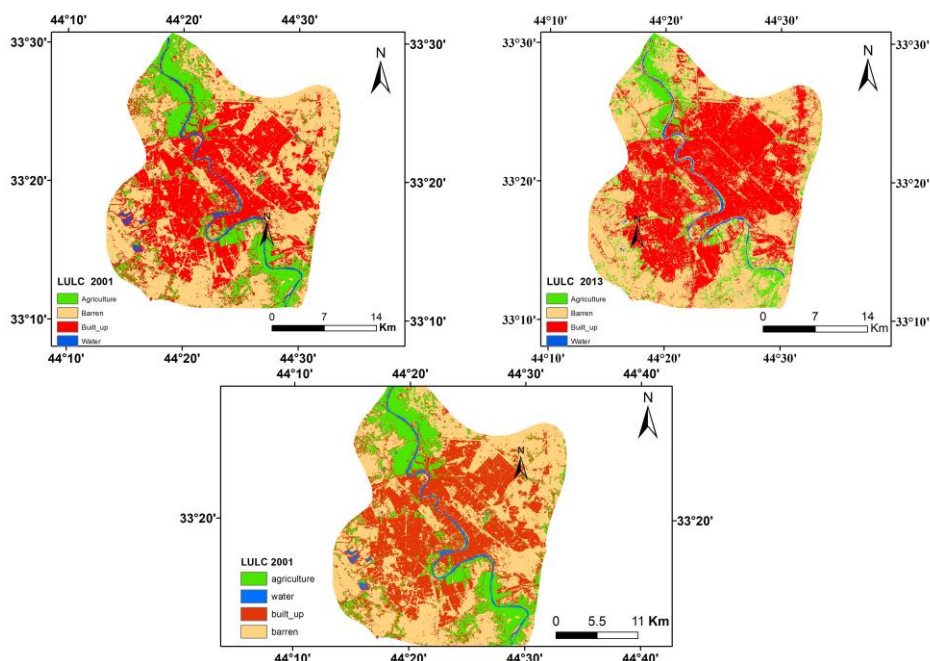 44°10' 44°20' 44°30'
33°30' 33°30'
N
33°20' 33°20'
N
LULC 2001
Agriculture
Barren
Built_up
Water
0 7 14
Km
33°10' 33°10'
44°10' 44°20' 44°30'
44°10' 44°20' 44°30'
33°30' 33°30'
N
33°20' 33°20'
N
LULC 2013
Agriculture
Barren
Built_up
Water
0 7 14
Km
33°10' 33°10'
44°10' 44°20' 44°30'
44°10' 44°20' 44°30' 44°40'
N
N
33°20' 33°20'
LULC 2001
agriculture
water
built_up
barren
0 5.5 11 Km
44°10' 44°20' 44°30' 44°40'